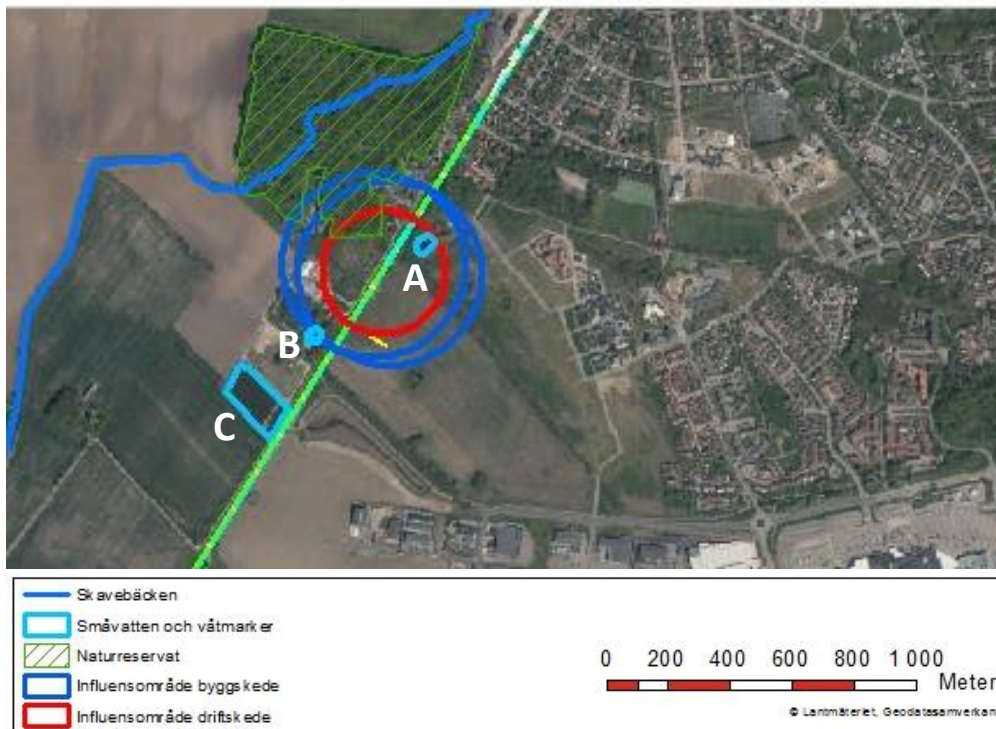 A
B
C
Skavebäcken
Småvatten och våtmarker
Naturreservat
Influensområde byggskede
Influensområde driftskede
0 200 400 600 800 1 000
Meter
© Lantmäteriet, Geodatasamverkan